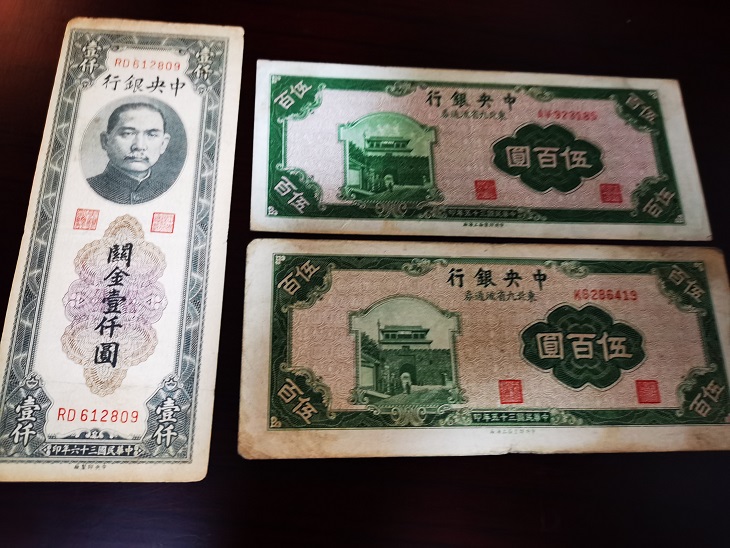 壹仟 RD612809 壹仟
中央銀行
關金壹仟圓
RD612809
壹仟 壹仟
中華民國三十六年印
伍百 伍百
中央銀行
東北九省流通券
伍百圓
伍百 伍百
中華民國三十五年印
伍百 伍百
中央銀行
東北九省流通券
K6286419
伍百圓
伍百 伍百
中華民國三十五年印